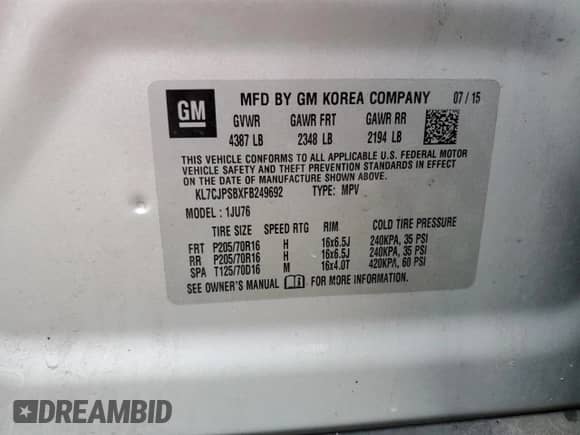 GM
MFD BY GM KOREA COMPANY 07 / 15
GVWR GAWR FRT GAWR RR
4387 LB 2348 LB 2194 LB
THIS VEHICLE CONFORMS TO ALL APPLICABLE U.S. FEDERAL MOTOR
VEHICLE SAFETY AND THEFT PREVENTION STANDARDS IN EFFECT
ON THE DATE OF MANUFACTURE SHOWN ABOVE.
KL7CJPSBXFB249692 TYPE: MPV
MODEL : 1JU76
TIRE SIZE SPEED RTG RIM COLD TIRE PRESSURE
FRT P205/70R16 H 16x6.5J 240KPA, 35 PSI
RR P205/70R16 H 16x6.5J 240KPA, 35 PSI
SPA T125/70D16 M 16x4.0T 420KPA, 60 PSI
SEE OWNER'S MANUAL FOR MORE INFORMATION.
DREAMBID